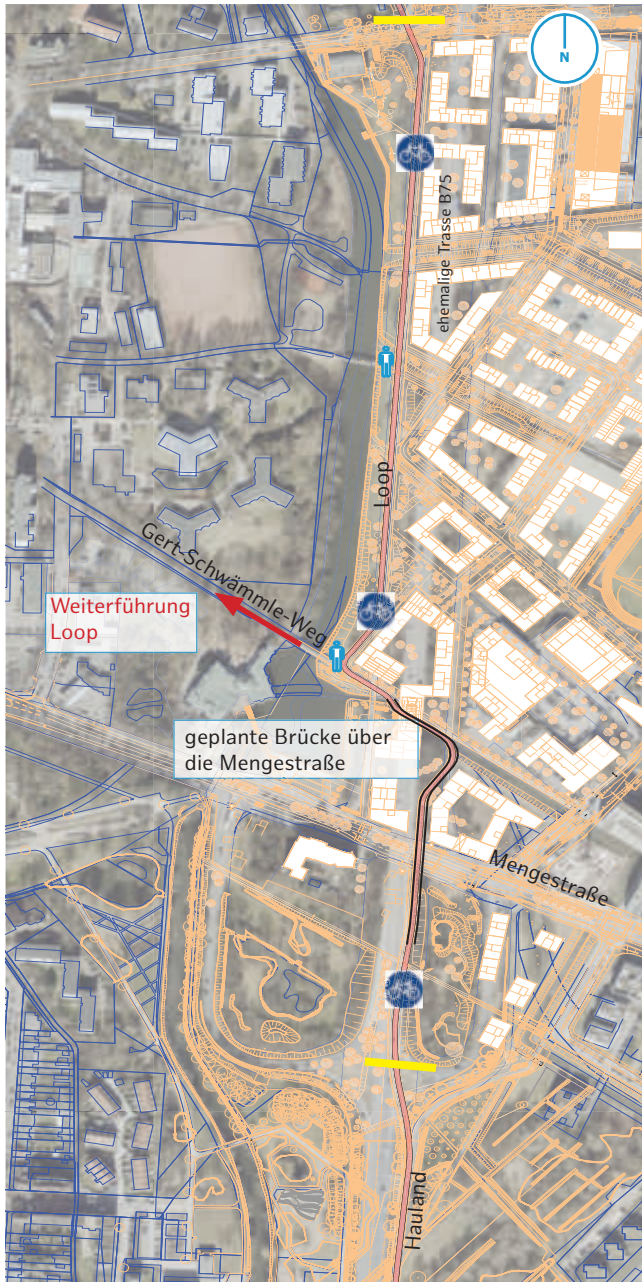 N
ehemalige Trasse B75
Loop
Gert-Schwämmle-Weg
Weiterführung
Loop
geplante Brücke über
die Mengestraße
Mengestraße
Hauland